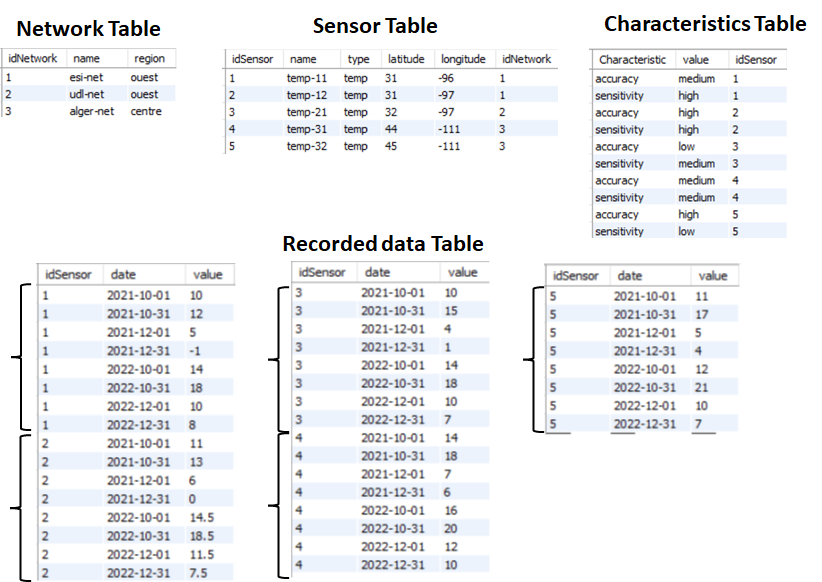 Network Table
idNetwork name region
1 esi-net ouest
2 udl-net ouest
3 alger-net centre
Sensor Table
idSensor name type latitude longitude idNetwork
1 temp-11 temp 31 -96 1
2 temp-12 temp 31 -97 1
3 temp-21 temp 32 -97 2
4 temp-31 temp 44 -111 3
5 temp-32 temp 45 -111 3
Characteristics Table
Characteristic value idSensor
accuracy medium 1
sensitivity high 1
accuracy high 2
sensitivity high 2
accuracy low 3
sensitivity medium 3
accuracy medium 4
sensitivity medium 4
accuracy high 5
sensitivity low 5
Recorded data Table
idSensor date value
1 2021-10-01 10
1 2021-10-31 12
1 2021-12-01 5
1 2021-12-31 -1
1 2022-10-01 14
1 2022-10-31 18
1 2022-12-01 10
1 2022-12-31 8
2 2021-10-01 11
2 2021-10-31 13
2 2021-12-01 6
2 2021-12-31 0
2 2022-10-01 14.5
2 2022-10-31 18.5
2 2022-12-01 11.5
2 2022-12-31 7.5
idSensor date value
3 2021-10-01 10
3 2021-10-31 15
3 2021-12-01 4
3 2021-12-31 1
3 2022-10-01 14
3 2022-10-31 18
3 2022-12-01 10
3 2022-12-31 7
4 2021-10-01 14
4 2021-10-31 18
4 2021-12-01 7
4 2021-12-31 6
4 2022-10-01 16
4 2022-10-31 20
4 2022-12-01 12
4 2022-12-31 10
idSensor date value
5 2021-10-01 11
5 2021-10-31 17
5 2021-12-01 5
5 2021-12-31 4
5 2022-10-01 12
5 2022-10-31 21
5 2022-12-01 10
5 2022-12-31 7